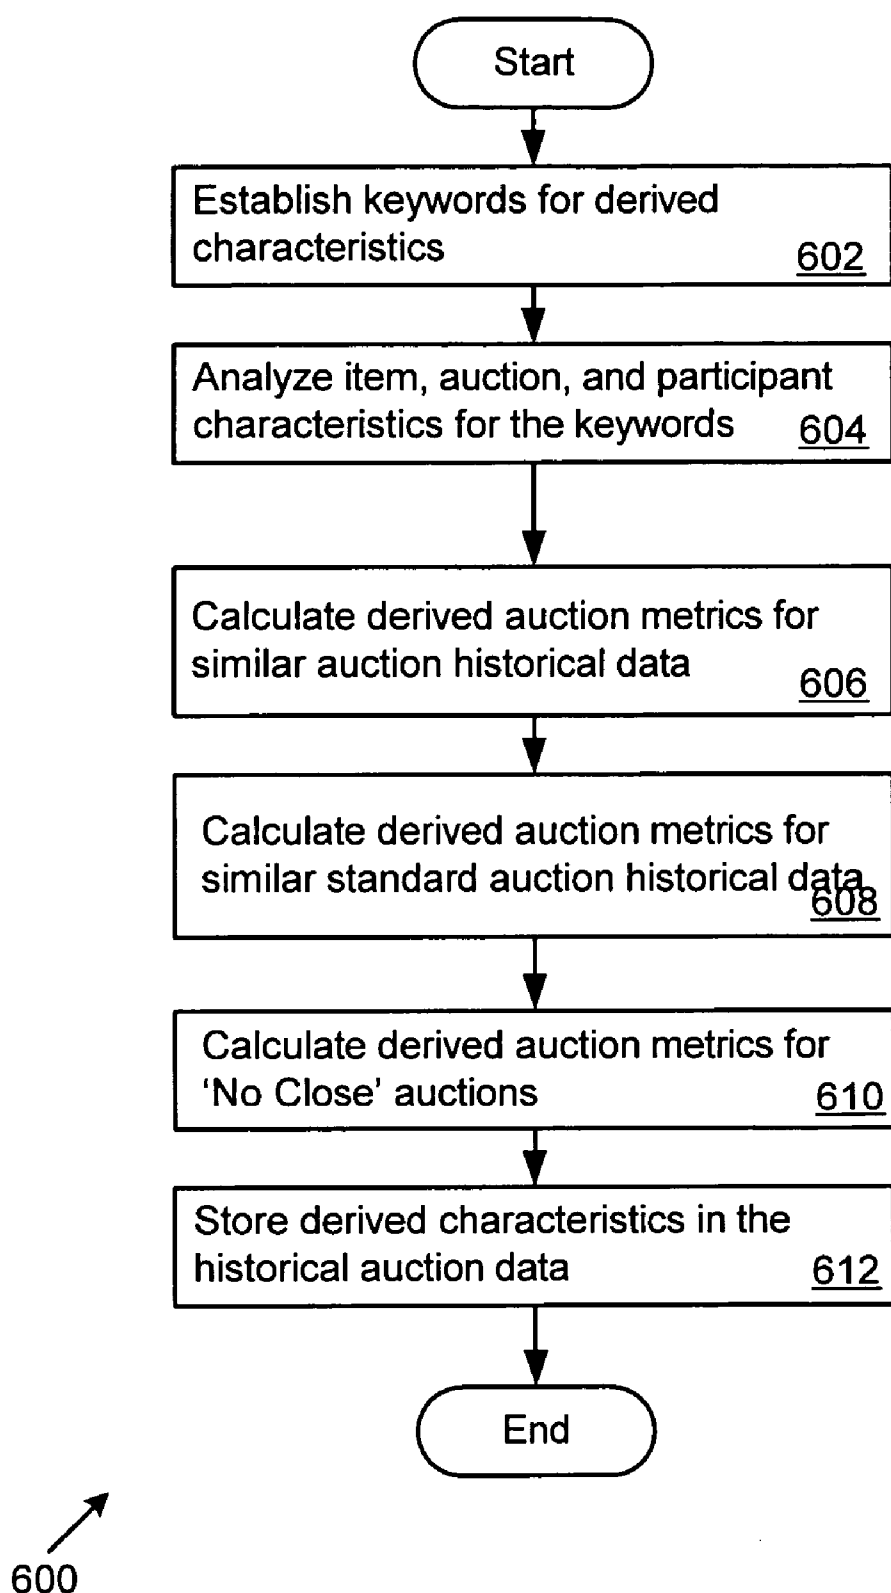 Start
Establish keywords for derived
characteristics
602
Analyze item, auction, and participant
characteristics for the keywords
604
Calculate derived auction metrics for
similar auction historical data
606
Calculate derived auction metrics for
similar standard auction historical data
608
Calculate derived auction metrics for
‘No Close’ auctions
610
Store derived characteristics in the
historical auction data
612
End
600